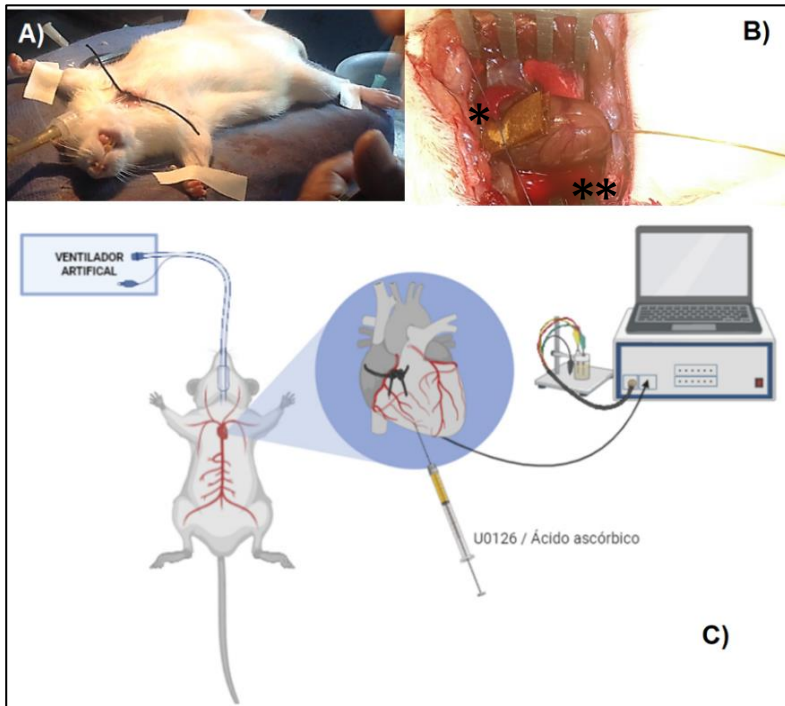 A)
B)
*
**
VENTILADOR
ARTIFICAL
U0126 / Ácido ascórbico
C)